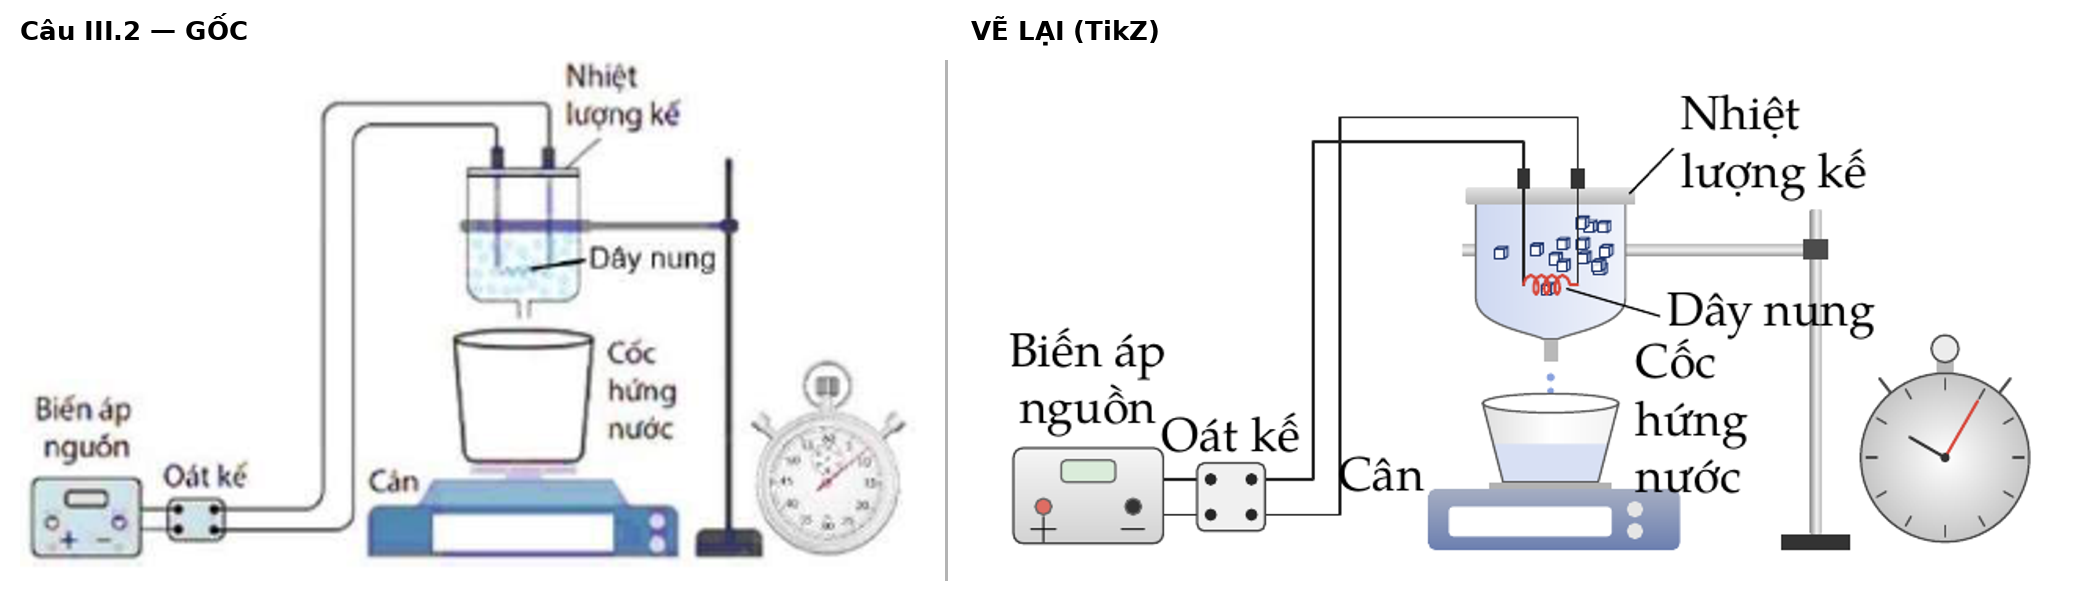 Câu III.2 — GỐC
Nhiệt
lượng kế
Dây nung
Cốc
hứng
nước
Biến áp
nguồn
Oát kế
Cân
+ −
VẼ LẠI (TikZ)
Nhiệt
lượng kế
Dây nung
Cốc
hứng
nước
Biến áp
nguồn
Oát kế
Cân
+ −